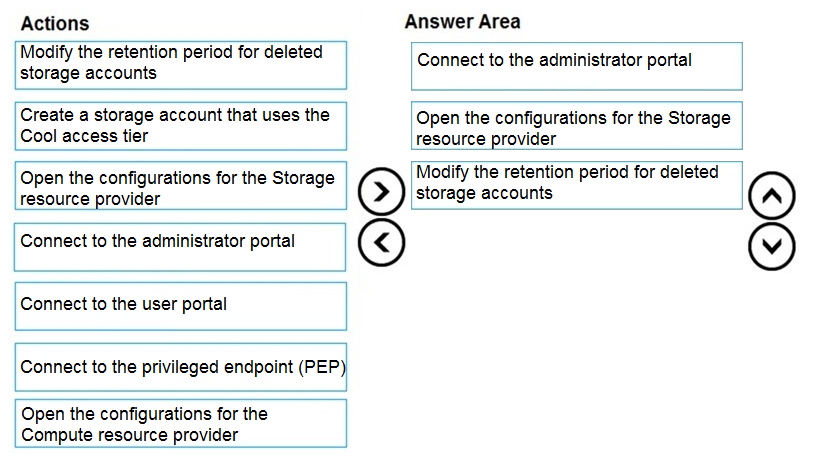 Actions
Modify the retention period for deleted
storage accounts
Create a storage account that uses the
Cool access tier
Open the configurations for the Storage
resource provider
Connect to the administrator portal
Connect to the user portal
Connect to the privileged endpoint (PEP)
Open the configurations for the
Compute resource provider
Answer Area
Connect to the administrator portal
Open the configurations for the Storage
resource provider
Modify the retention period for deleted
storage accounts